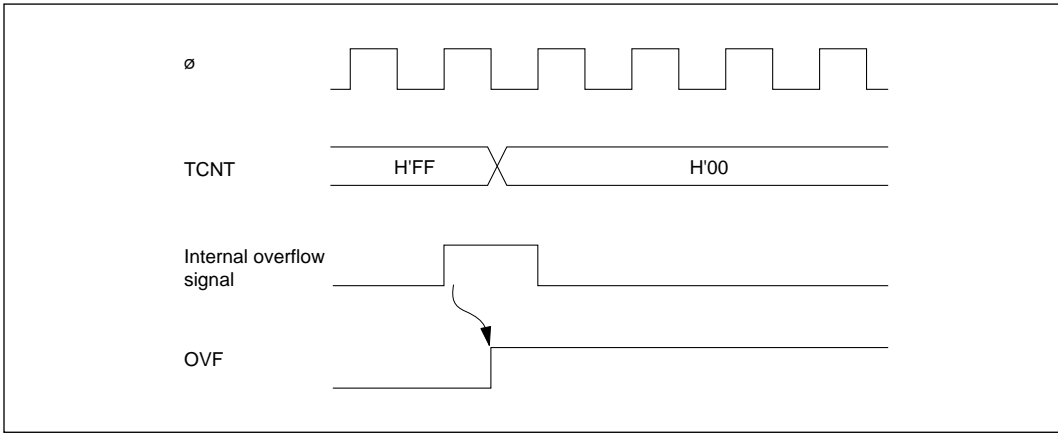 ø
TCNT
H'FF
H'00
Internal overflow
signal
OVF